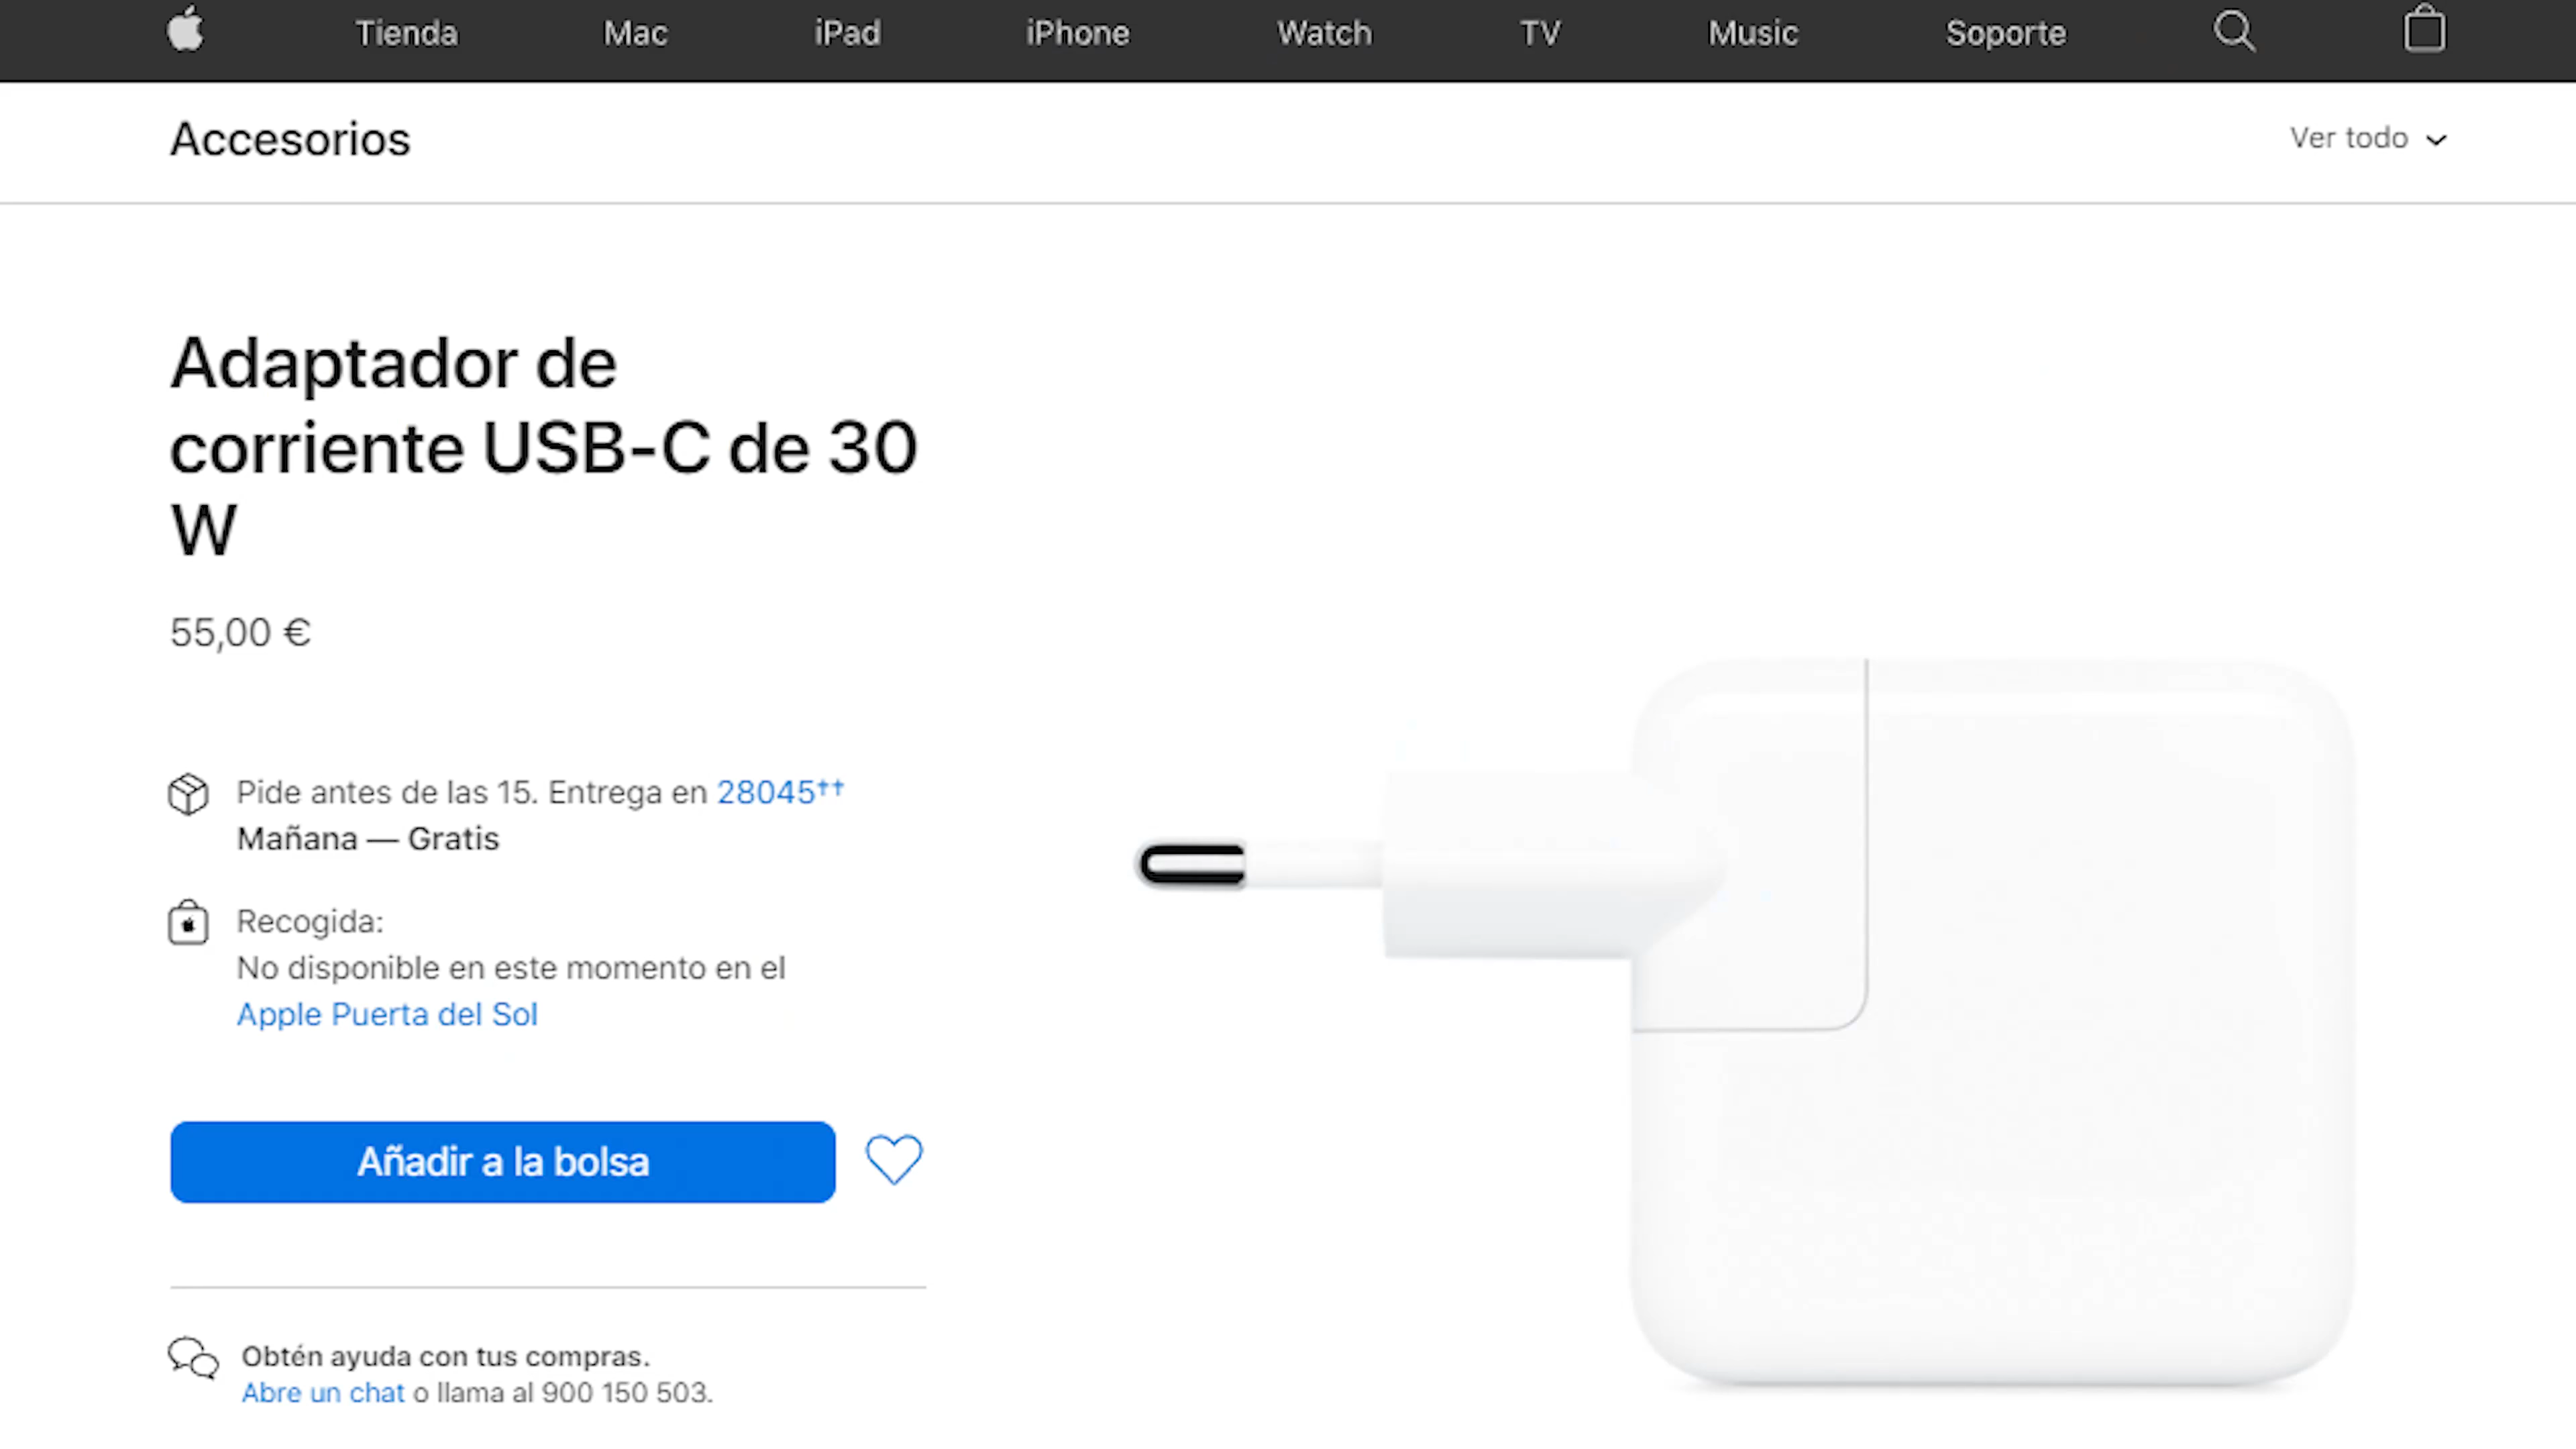 Tienda Mac iPad iPhone Watch TV Music Soporte
Accesorios
Ver todo
Adaptador de
corriente USB-C de 30
W
55,00 €
Pide antes de las 15. Entrega en 28045††
Mañana — Gratis
Recogida:
No disponible en este momento en el
Apple Puerta del Sol
Añadir a la bolsa
Obtén ayuda con tus compras.
Abre un chat o llama al 900 150 503.